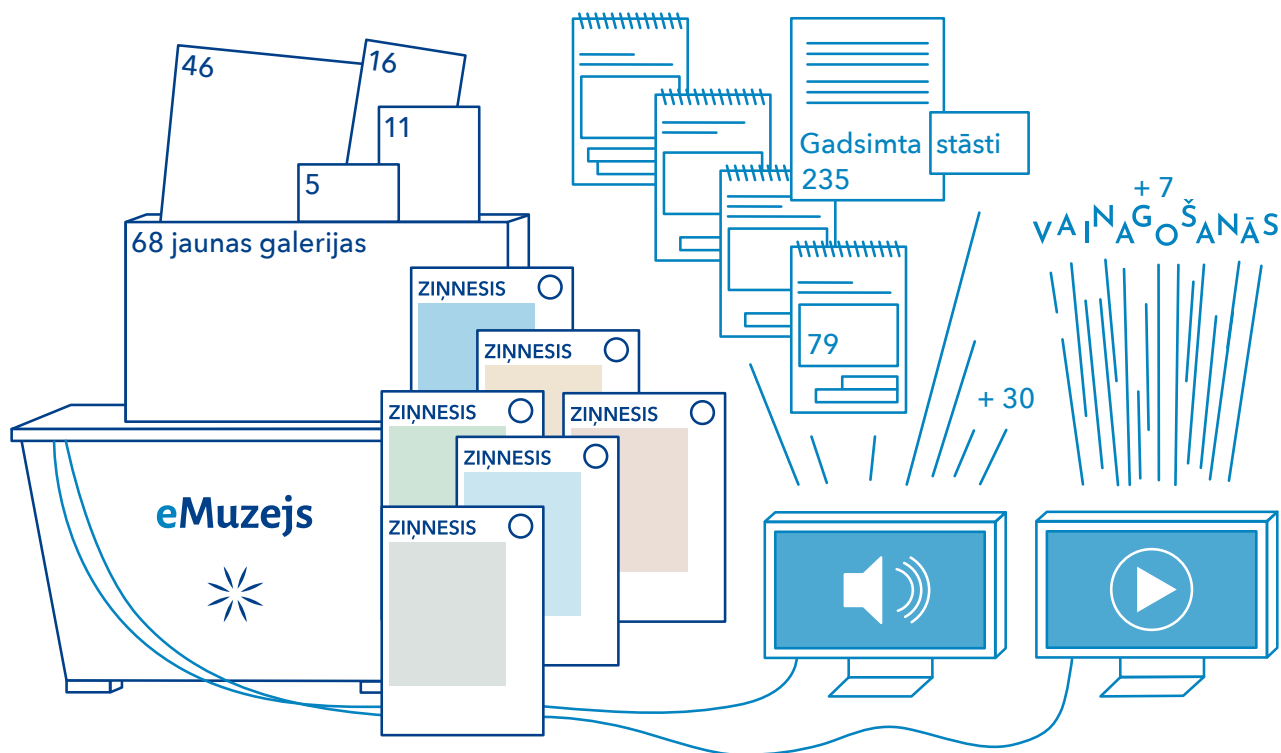 46
16
11
5
68 jaunas galerijas
eMuzejs
ZIŅNESIS
ZIŅNESIS
ZIŅNESIS
ZIŅNESIS
ZIŅNESIS
ZIŅNESIS
Gadsimta stāsti
235
79
+ 30
+ 7
VAINAGOŠANĀS